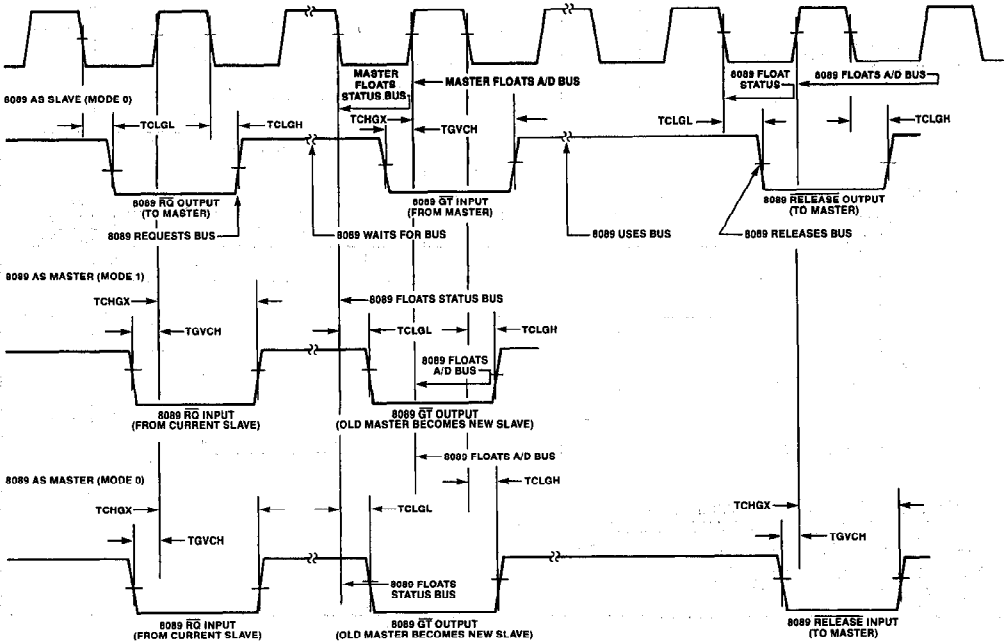 MASTER
FLOATS
STATUS BUS
MASTER FLOATS A/D BUS
8089 FLOAT
STATUS
8089 FLOATS A/D BUS
8089 AS SLAVE (MODE 0)
TCLGL
TCLGH
TCHGX
TGVCH
TCLGL
TCLGH
8089 RQ OUTPUT
(TO MASTER)
8089 GT INPUT
(FROM MASTER)
8089 RELEASE OUTPUT
(TO MASTER)
8089 REQUESTS BUS
8089 WAITS FOR BUS
8089 USES BUS
8089 RELEASES BUS
8089 AS MASTER (MODE 1)
TCHGX
8089 FLOATS STATUS BUS
TGVCH
TCLGL
TCLGH
8089 FLOATS
A/D BUS
8089 RQ INPUT
(FROM CURRENT SLAVE)
8089 GT OUTPUT
(OLD MASTER BECOMES NEW SLAVE)
8089 FLOATS A/D BUS
8089 AS MASTER (MODE 0)
TCLGH
TCHGX
TCLGL
TCHGX
TGVCH
TGVCH
8089 FLOATS
STATUS BUS
8089 RQ INPUT
(FROM CURRENT SLAVE)
8089 GT OUTPUT
(OLD MASTER BECOMES NEW SLAVE)
8089 RELEASE INPUT
(TO MASTER)